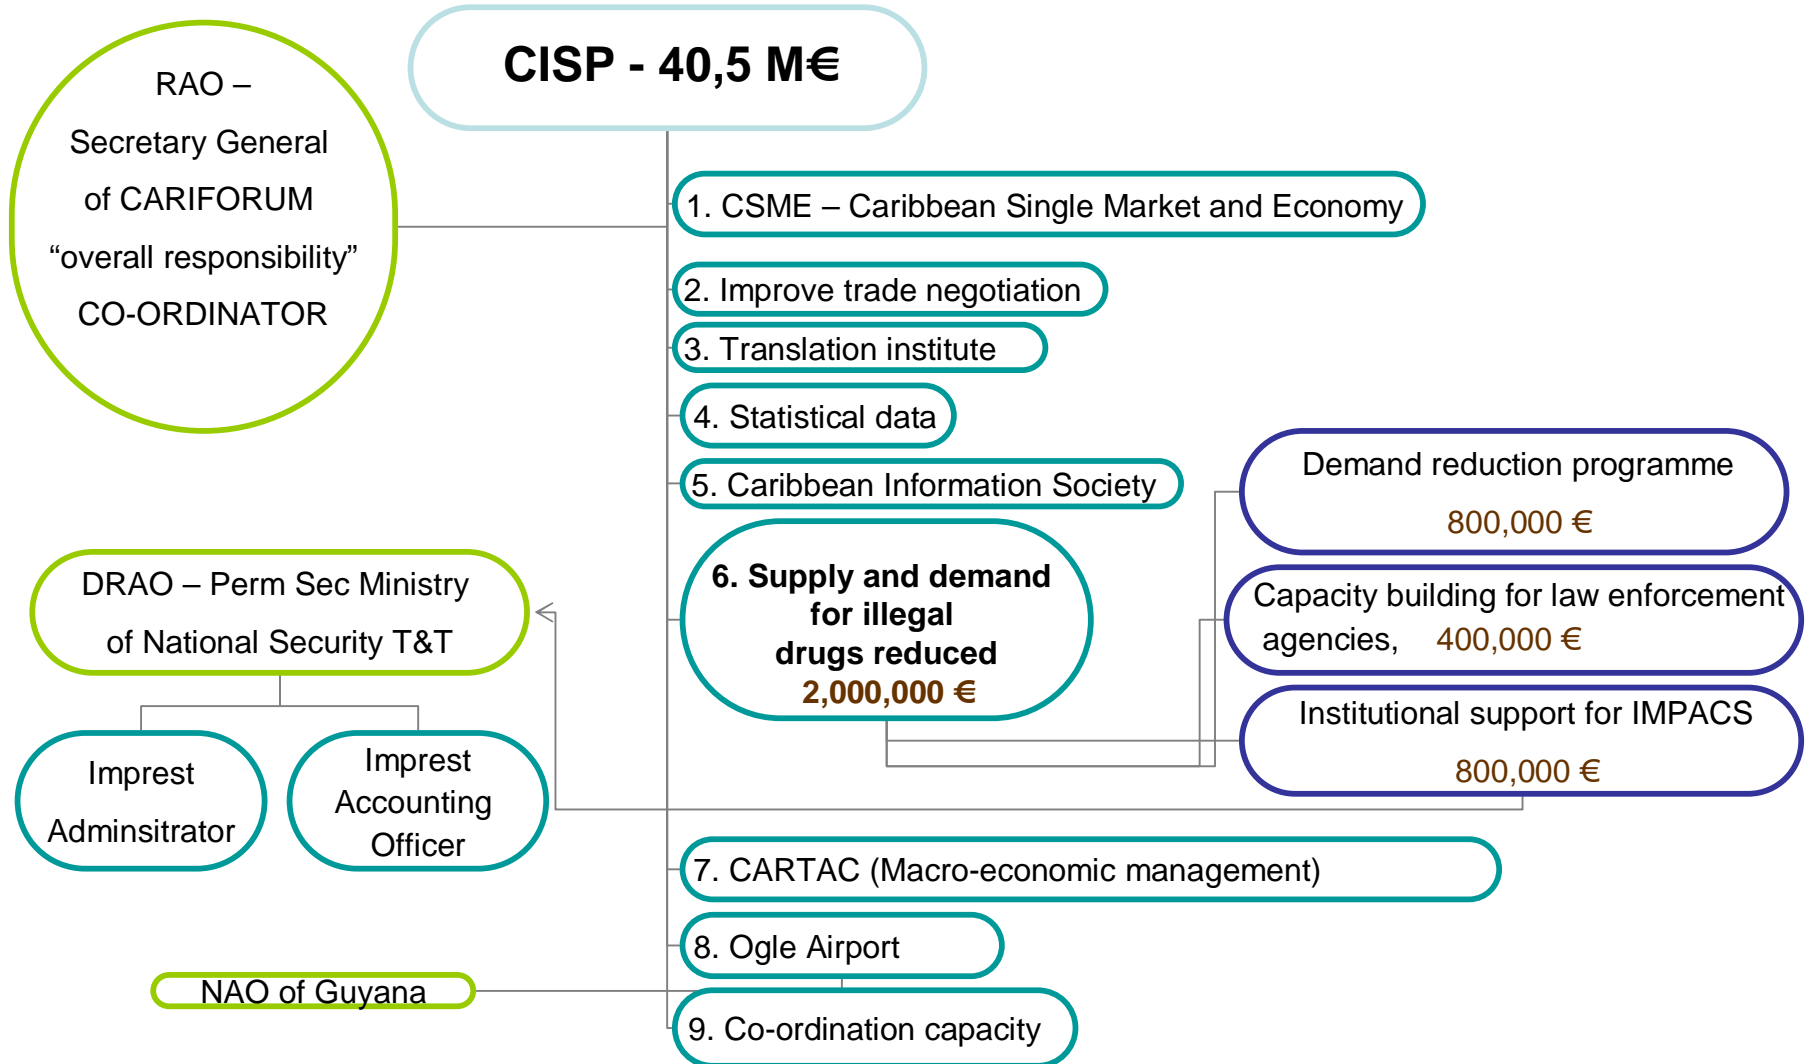 CISP - 40,5 M€
RAO –
Secretary General
of CARIFORUM
“overall responsibility”
CO-ORDINATOR
1. CSME – Caribbean Single Market and Economy
2. Improve trade negotiation
3. Translation institute
4. Statistical data
5. Caribbean Information Society
6. Supply and demand
for illegal
drugs reduced
2,000,000 €
Demand reduction programme
800,000 €
Capacity building for law enforcement
agencies, 400,000 €
Institutional support for IMPACS
800,000 €
DRAO – Perm Sec Ministry
of National Security T&T
Imprest
Adminsitrator
Imprest
Accounting
Officer
7. CARTAC (Macro-economic management)
8. Ogle Airport
NAO of Guyana
9. Co-ordination capacity